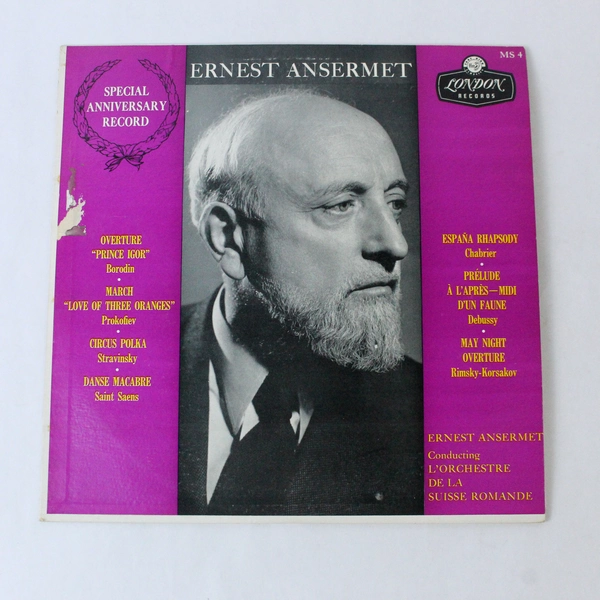 MS 4
ERNEST ANSERMET
LONDON
RECORDS
SPECIAL
ANNIVERSARY
RECORD
OVERTURE
“PRINCE IGOR”
Borodin
MARCH
“LOVE OF THREE ORANGES”
Prokofiev
CIRCUS POLKA
Stravinsky
DANSE MACABRE
Saint Saens
ESPAÑA RHAPSODY
Chabrier
PRÉLUDE
À L'APRÈS—MIDI
D'UN FAUNE
Debussy
MAY NIGHT
OVERTURE
Rimsky-Korsakov
ERNEST ANSERMET
Conducting
L'ORCHESTRE
DE LA
SUISSE ROMANDE